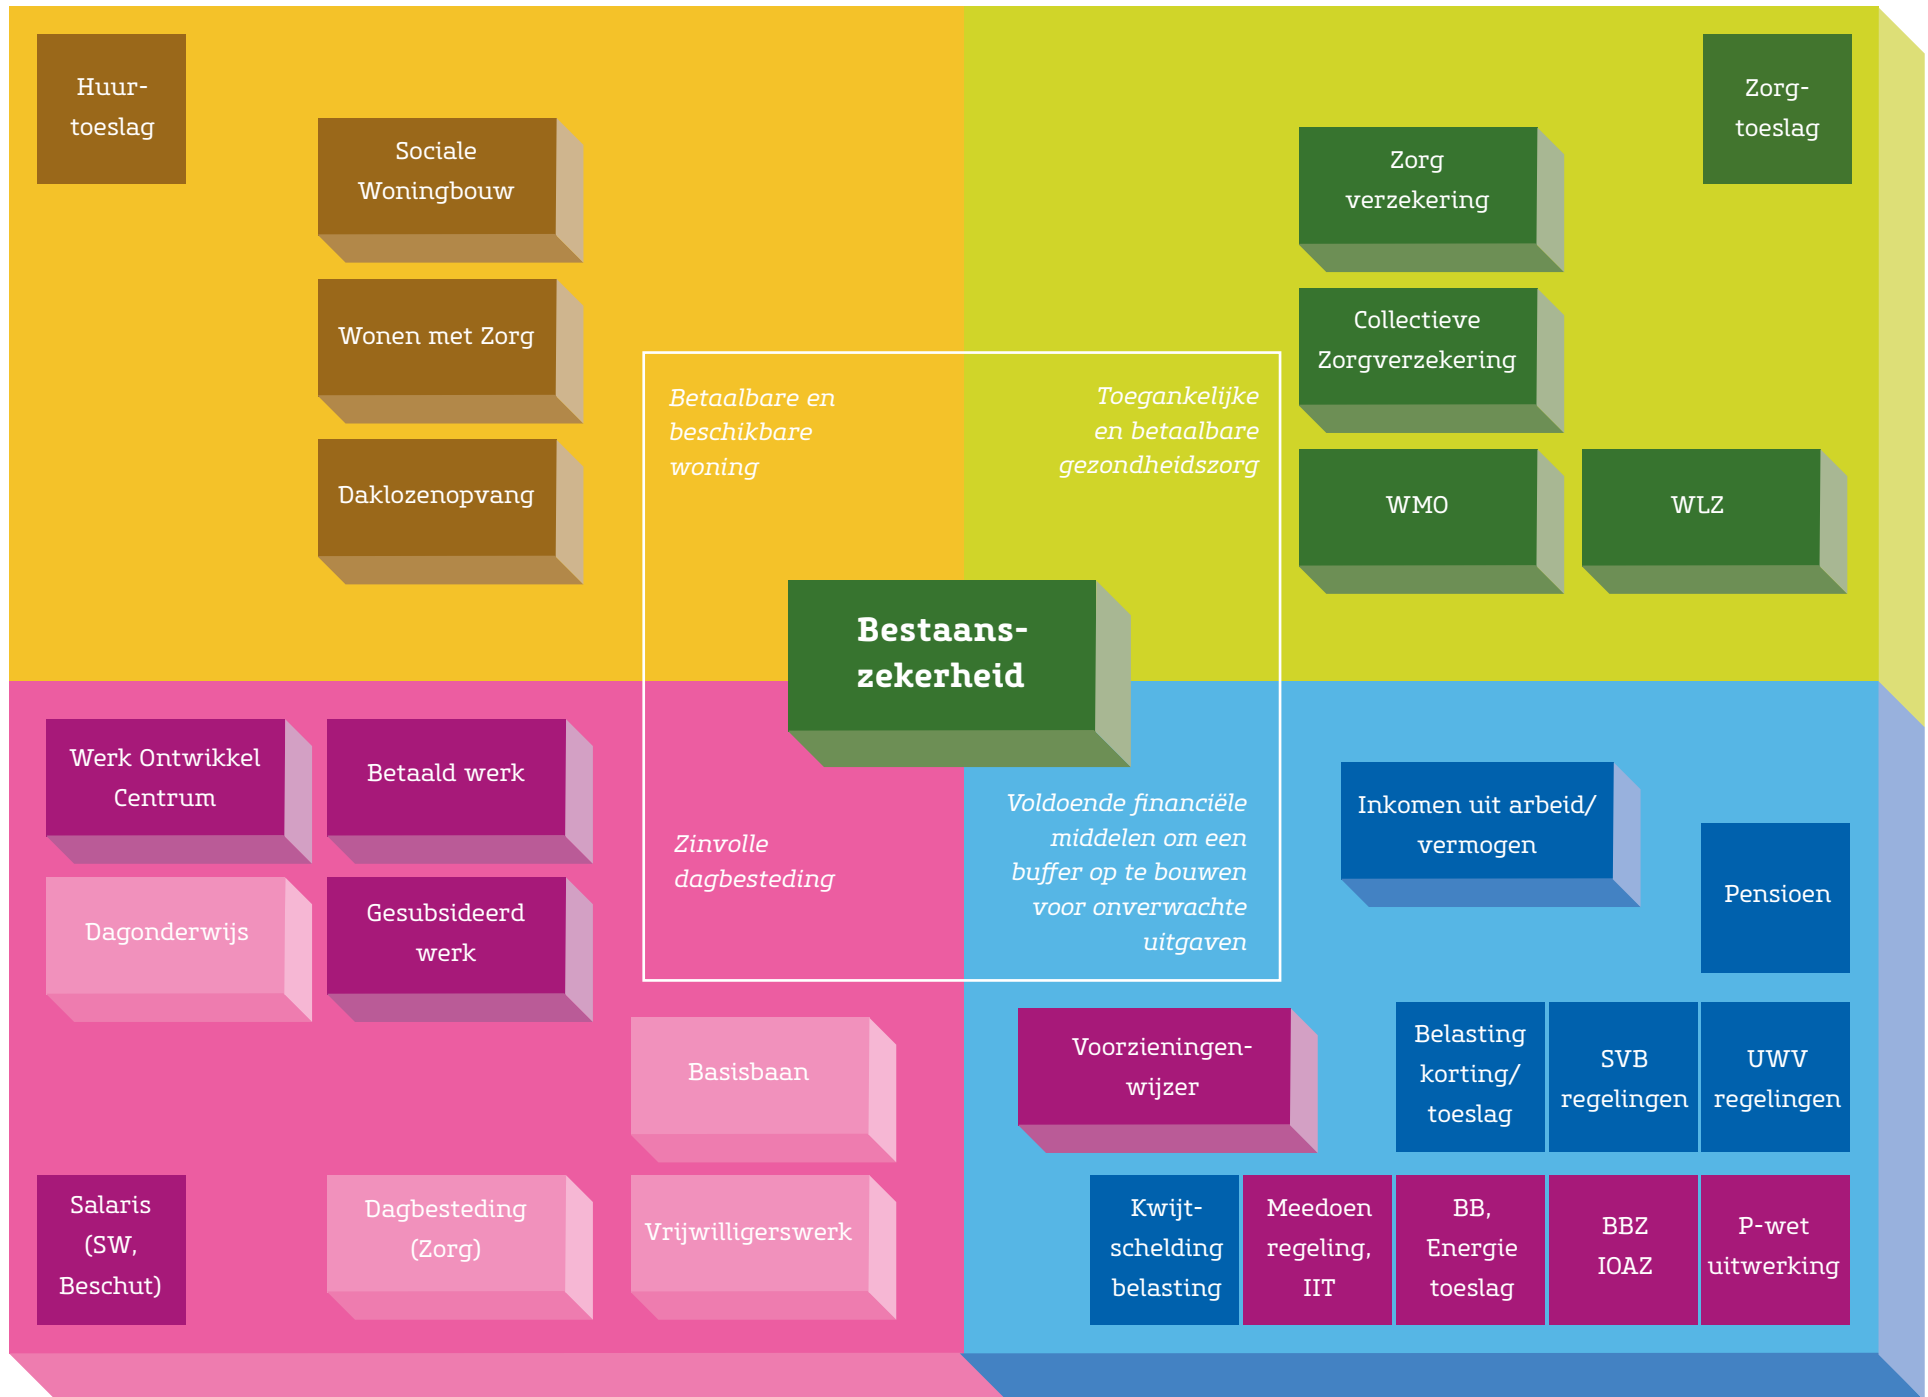 Huur-
toeslag
Sociale
Woningbouw
Wonen met Zorg
Daklozenopvang
Betaalbare en
beschikbare
woning
Zorg-
toeslag
Zorg
verzekering
Collectieve
Zorgverzekering
WMO
WLZ
Toegankelijke
en betaalbare
gezondheidszorg
Bestaans-
zekerheid
Werk Ontwikkel
Centrum
Betaald werk
Dagonderwijs
Gesubsideerd
werk
Zinvolle
dagbesteding
Basisbaan
Salaris
(SW,
Beschut)
Dagbesteding
(Zorg)
Vrijwilligerswerk
Voldoende financiële
middelen om een
buffer op te bouwen
voor onverwachte
uitgaven
Inkomen uit arbeid/
vermogen
Pensioen
Voorzieningen-
wijzer
Belasting
korting/
toeslag
SVB
regelingen
UWV
regelingen
Kwijt-
schelding
belasting
Meedoen
regeling,
IIT
BB,
Energie
toeslag
BBZ
IOAZ
P-wet
uitwerking